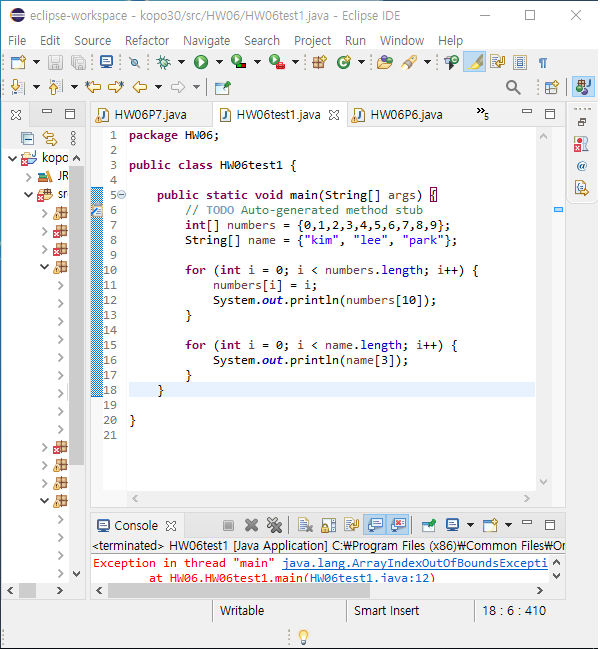 eclipse-workspace - kopo30/src/HW06/HW06test1.java - Eclipse IDE
File Edit Source Refactor Navigate Search Project Run Window Help
HW06P7.java HW06test1.java HW06P6.java »5
kopo
JR
sr
1 package HW06;
2
3 public class HW06test1 {
4
5 public static void main(String[] args) {
6 // TODO Auto-generated method stub
7 int[] numbers = {0,1,2,3,4,5,6,7,8,9};
8 String[] name = {"kim", "lee", "park"};
9
10 for (int i = 0; i < numbers.length; i++) {
11 numbers[i] = i;
12 System.out.println(numbers[10]);
13 }
14
15 for (int i = 0; i < name.length; i++) {
16 System.out.println(name[3]);
17 }
18 }
19
20 }
21
Console
<terminated> HW06test1 [Java Application] C:₩Program Files (x86)₩Common Files₩Or
Exception in thread "main" java.lang.ArrayIndexOutOfBoundsExcepti
at HW06.HW06test1.main(HW06test1.java:12)
Writable Smart Insert 18 : 6 : 410